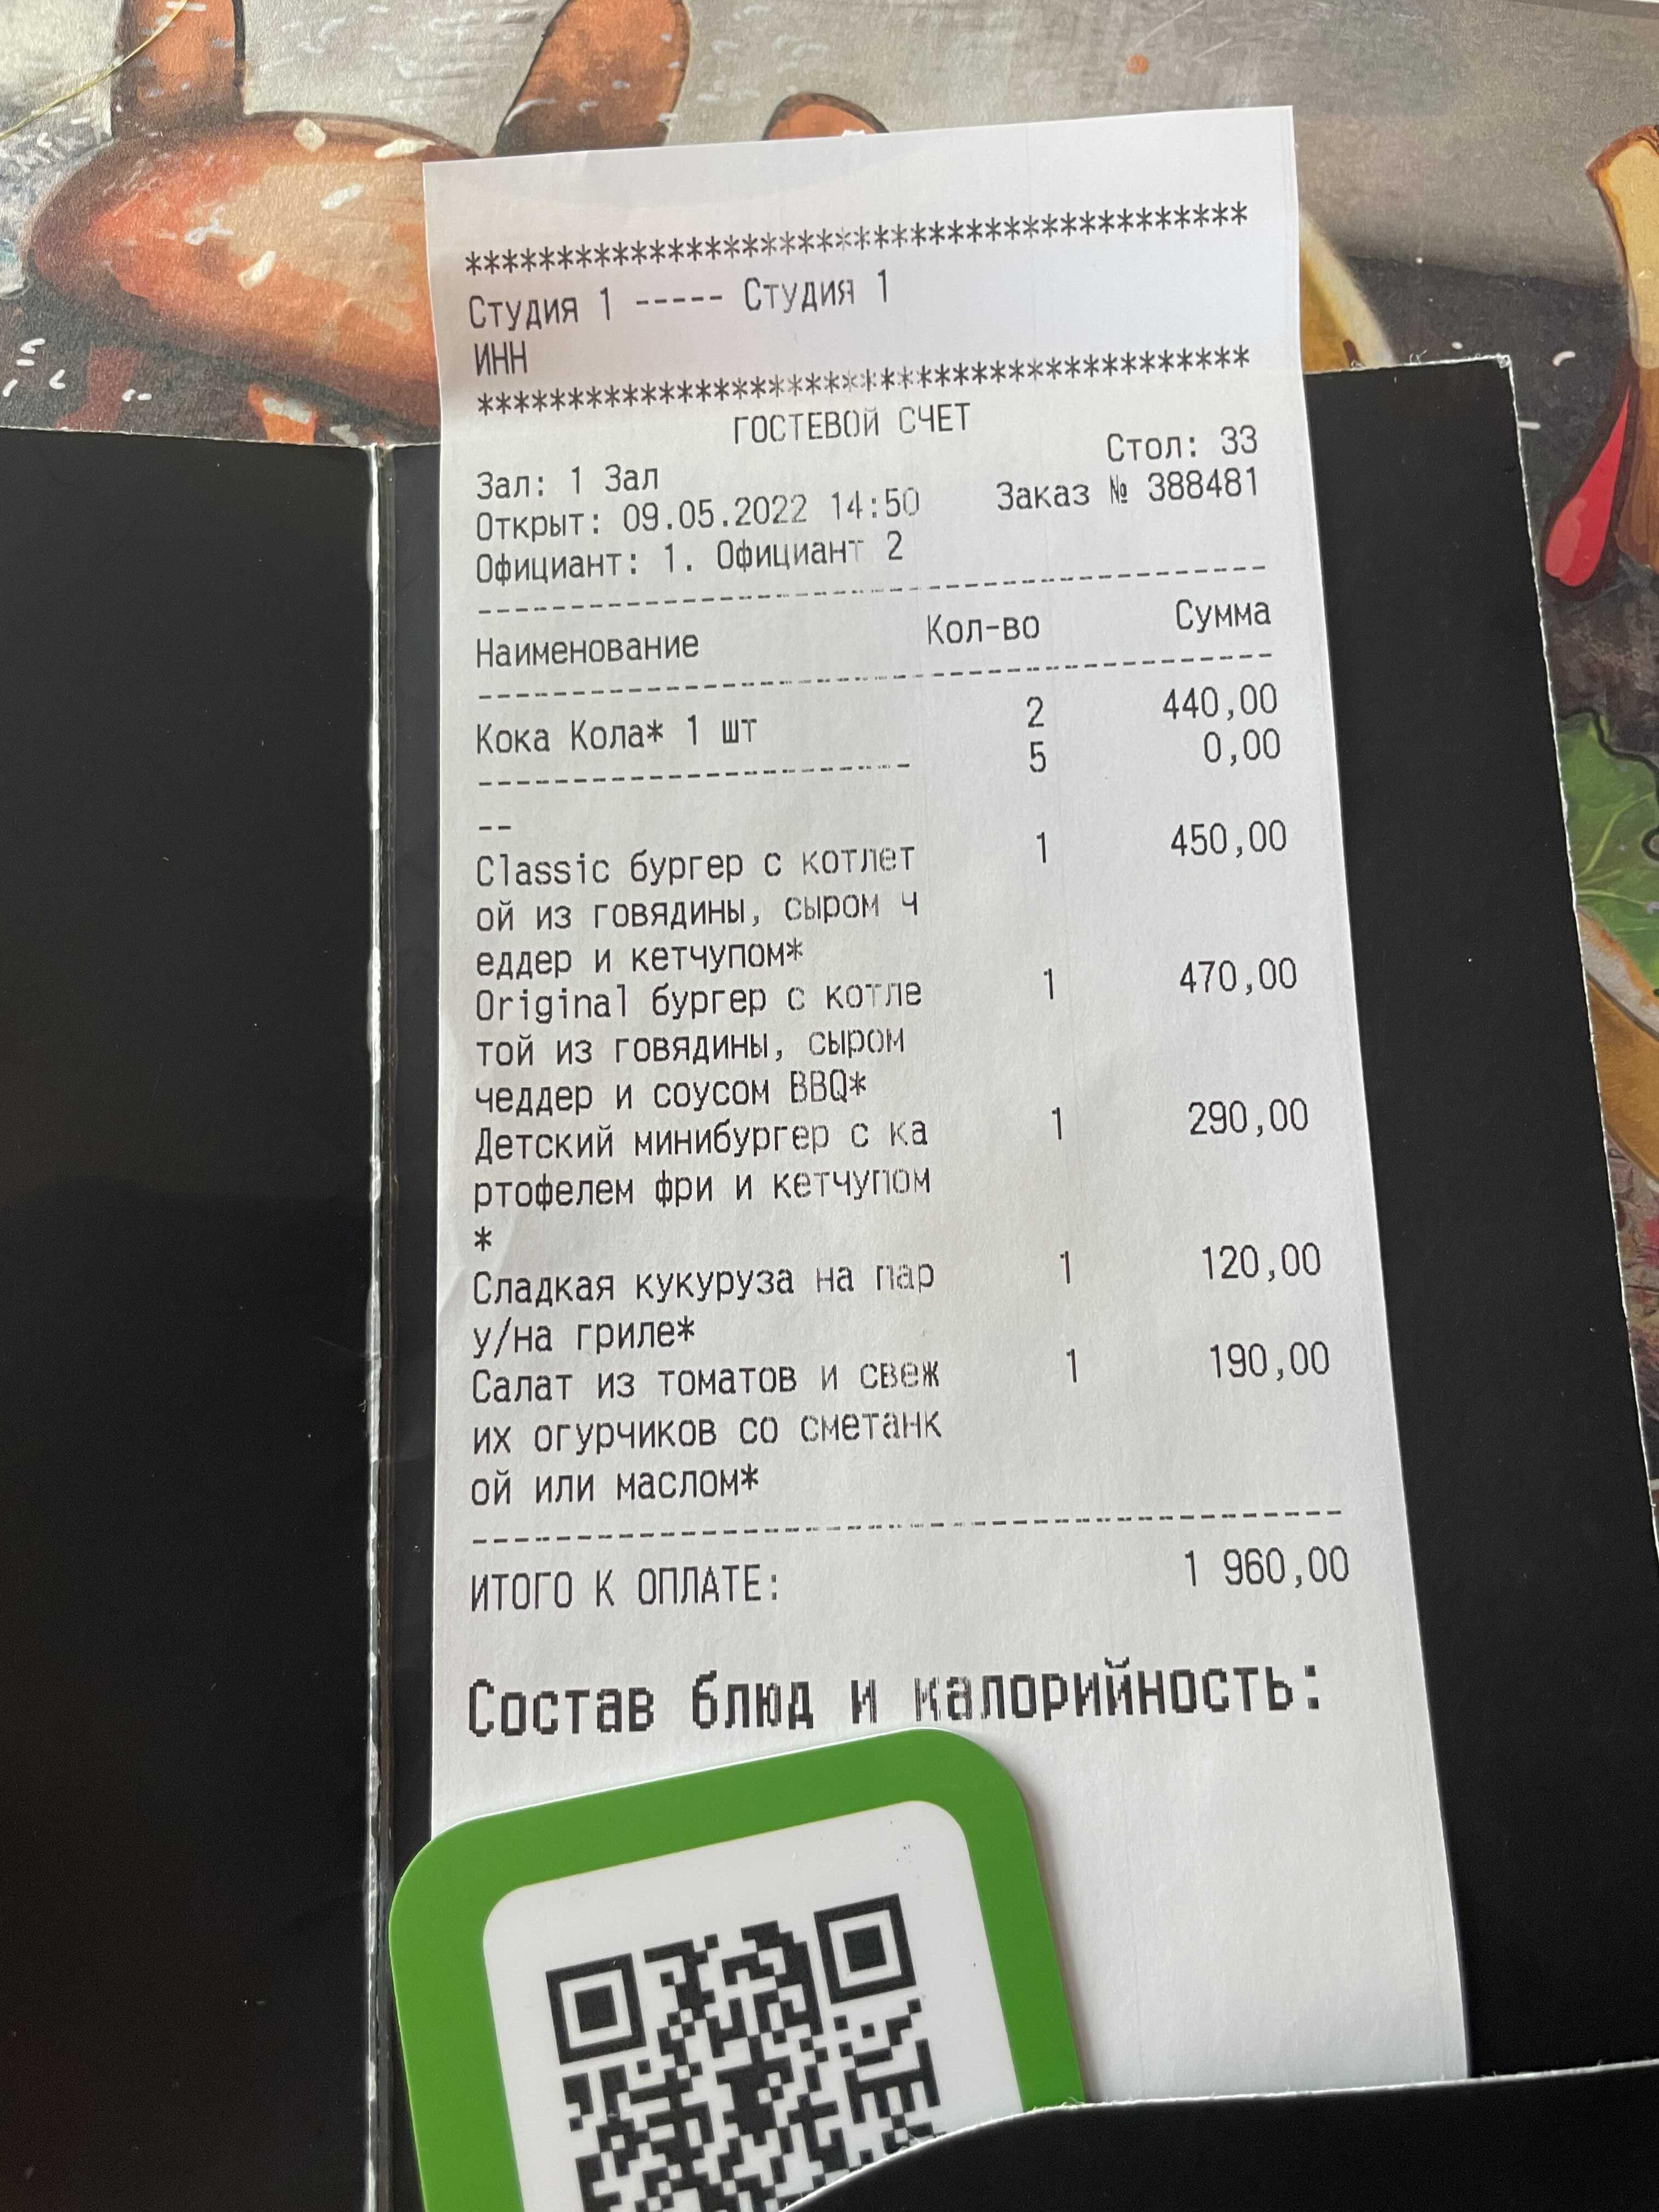 ******************************************
Студия 1 ----- Студия 1
ИНН
******************************************
ГОСТЕВОЙ СЧЕТ
Зал: 1 Зал Стол: 33
Открыт: 09.05.2022 14:50 Заказ № 388481
Официант: 1. Официант 2
------------------------------------------
Наименование Кол-во Сумма
------------------------------------------
Кока Кола* 1 шт 2 440,00
------------------------ 5 0,00
--
Classic бургер с котлет 1 450,00
ой из говядины, сыром ч
еддер и кетчупом*
Original бургер с котле 1 470,00
той из говядины, сыром
чеддер и соусом BBQ*
Детский минибургер с ка 1 290,00
ртофелем фри и кетчупом
*
Сладкая кукуруза на пар 1 120,00
у/на гриле*
Салат из томатов и свеж 1 190,00
их огурчиков со сметанк
ой или маслом*
------------------------------------------
ИТОГО К ОПЛАТЕ: 1 960,00
Состав блюд и калорийность: